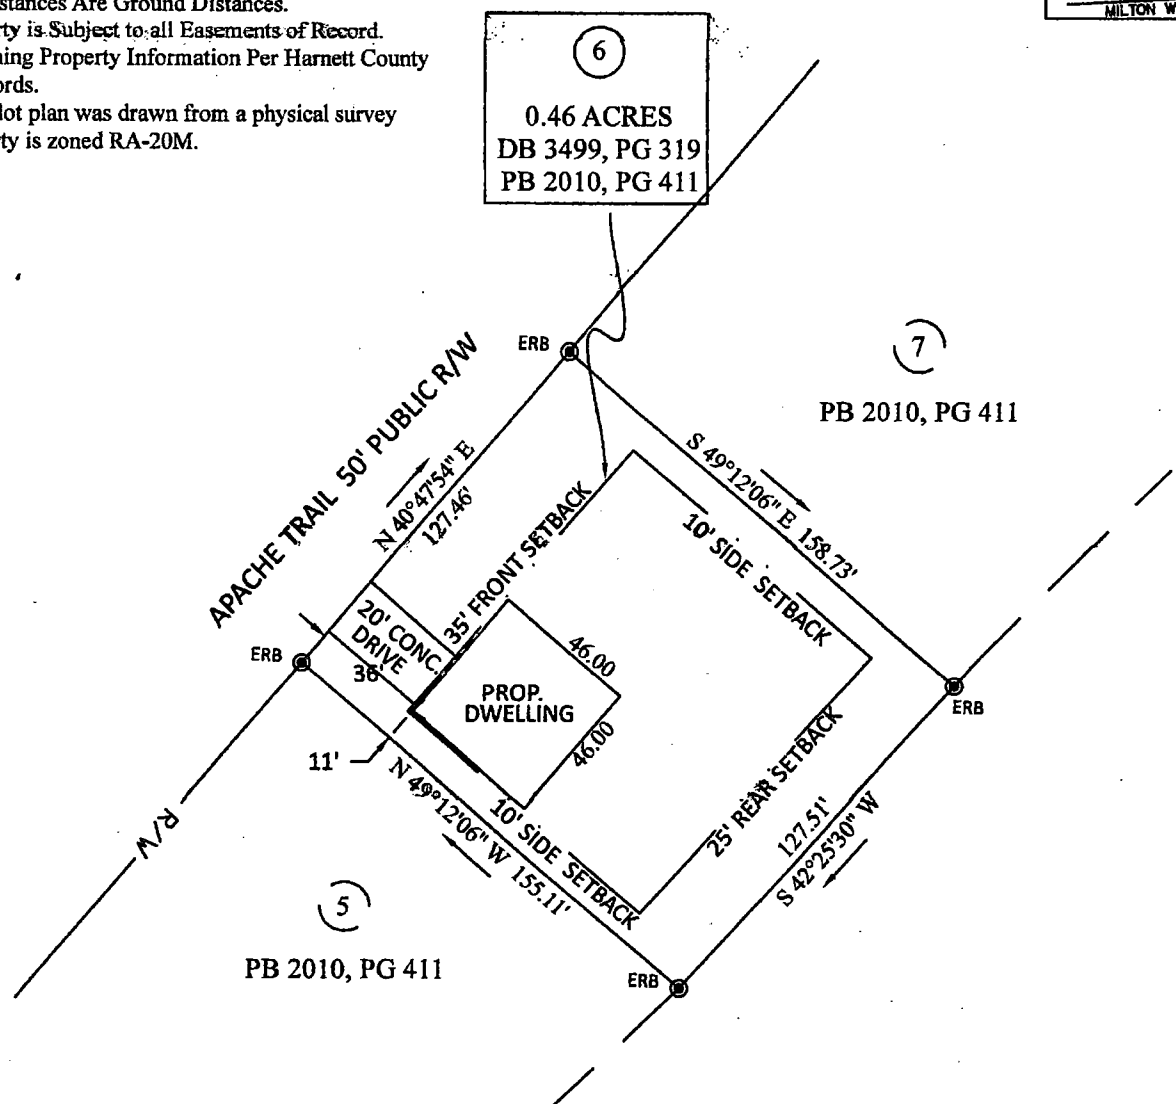 stances Are Ground Distances.
rty is Subject to all Easements of Record.
ning Property Information Per Harnett County
ords.
lot plan was drawn from a physical survey
rty is zoned RA-20M.
MILTON W
6
0.46 ACRES
DB 3499, PG 319
PB 2010, PG 411
ERB
7
PB 2010, PG 411
APACHE TRAIL 50' PUBLIC R/W
N 40°47'54" E
127.46'
S 49°12'06" E 158.73'
35' FRONT SETBACK
10' SIDE SETBACK
20' CONC.
DRIVE
36'
ERB
46.00
PROP.
DWELLING
46.00
ERB
11'
N 49°12'06" W 155.11'
10' SIDE SETBACK
25' REAR SETBACK
127.51'
S 42°25'30" W
R/W
5
PB 2010, PG 411
ERB